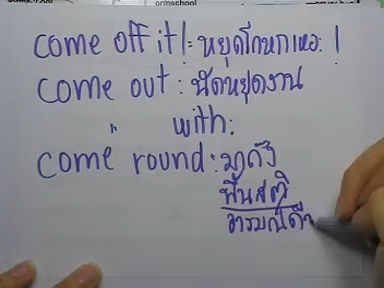 come off it! = หยุดโกหกเหอะ !
come out : นัดหยุดงาน
" with :
come round : มาถึง
ฟื้นสติ
อารมณ์ดี